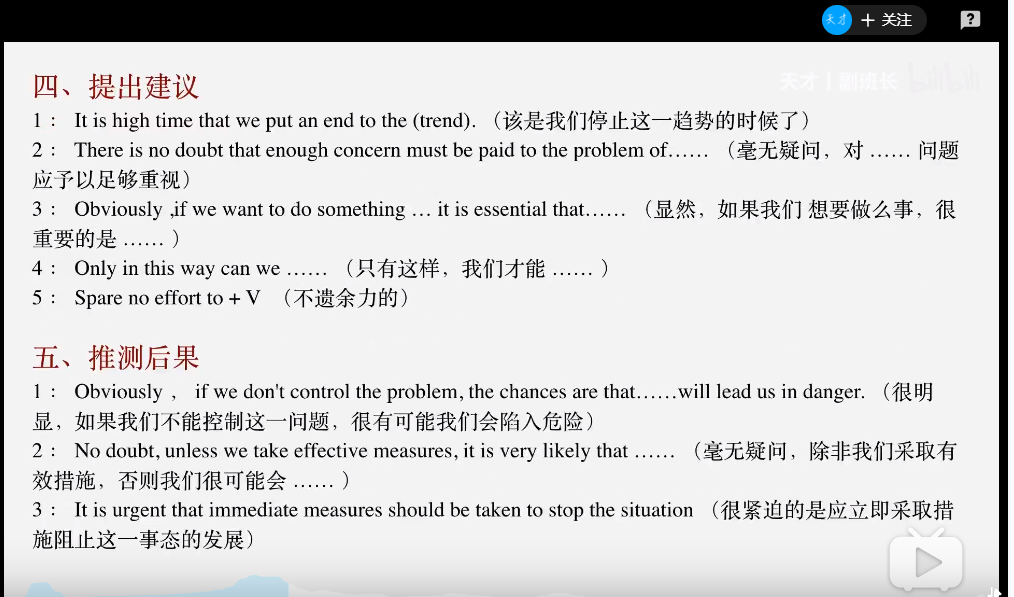 天才 + 关注
天才丨副班长 bilibili
四、提出建议
1： It is high time that we put an end to the (trend). （该是我们停止这一趋势的时候了）
2： There is no doubt that enough concern must be paid to the problem of…… （毫无疑问，对 …… 问题
应予以足够重视）
3： Obviously ,if we want to do something … it is essential that…… （显然，如果我们 想要做么事，很
重要的是 …… ）
4： Only in this way can we …… （只有这样，我们才能 …… ）
5： Spare no effort to + V （不遗余力的）
五、推测后果
1： Obviously ， if we don't control the problem, the chances are that……will lead us in danger. （很明
显，如果我们不能控制这一问题，很有可能我们会陷入危险）
2： No doubt, unless we take effective measures, it is very likely that …… （毫无疑问，除非我们采取有
效措施，否则我们很可能会 …… ）
3： It is urgent that immediate measures should be taken to stop the situation （很紧迫的是应立即采取措
施阻止这一事态的发展）